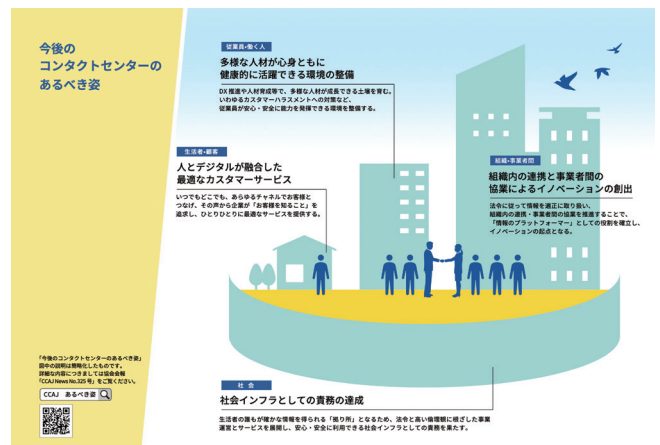 今後の
コンタクトセンターの
あるべき姿
従業員・働く人
多様な人材が心身ともに
健康的に活躍できる環境の整備
DX推進や人材育成等で、多様な人材が成長できる土壌を育む。
いわゆるカスタマーハラスメントへの対策など、
従業員が安心・安全に能力を発揮できる環境を整備する。
生活者・顧客
人とデジタルが融合した
最適なカスタマーサービス
いつでもどこでも、あらゆるチャネルでお客様と
つなげ、その声から企業が「お客様を知ること」を
追求し、ひとりひとりに最適なサービスを提供する。
組織・事業者間
組織内の連携と事業者間の
協業によるイノベーションの創出
法令に従って情報を適正に取り扱い、
組織内の連携・事業者間の協業を推進することで、
「情報のプラットフォーマー」としての役割を確立し、
イノベーションの起点となる。
社 会
社会インフラとしての責務の達成
生活者の誰もが確かな情報を得られる「拠り所」となるため、法令と高い倫理観に根ざした事業
運営とサービスを展開し、安心・安全に利用できる社会インフラとしての責務を果たす。
「今後のコンタクトセンターのあるべき姿」
図中の説明は簡略化したものです。
詳細な内容につきましては協会会報
「CCAJ News No.325号」をご覧ください。
CCAJ あるべき姿